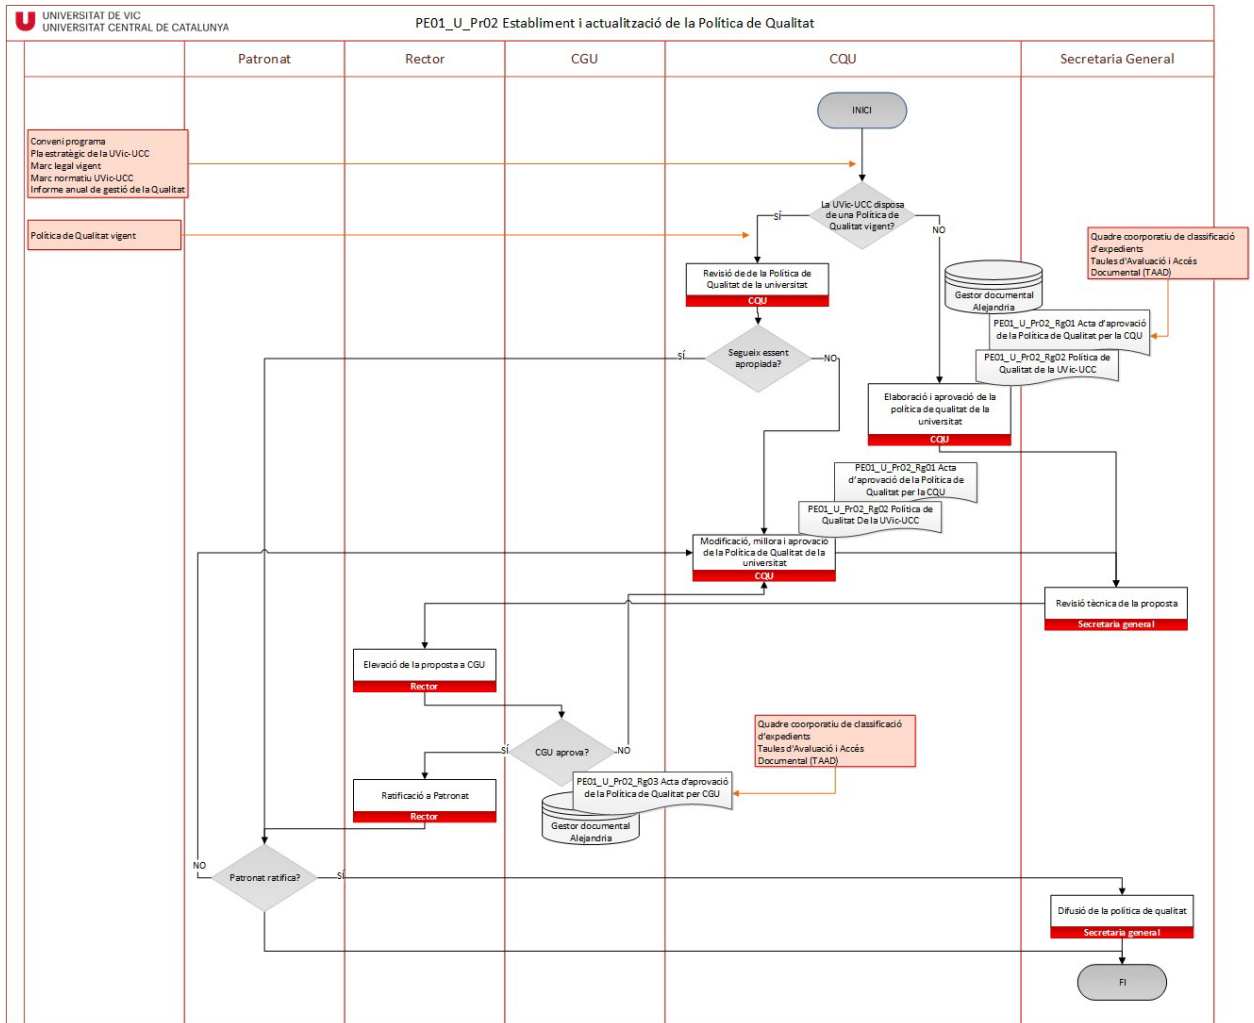 UNIVERSITAT DE VIC
UNIVERSITAT CENTRAL DE CATALUNYA
PE01_U_Pr02 Establiment i actualització de la Política de Qualitat
Patronat
Rector
CGU
CQU
Secretaria General
INICI
Conveni programa
Pla estratègic de la UVic-UCC
Marc legal vigent
Marc normatiu UVic-UCC
Informe anual de gestió de la Qualitat
La UVic-UCC disposa
de una Política de
Qualitat vigent?
SÍ
NO
Política de Qualitat vigent
Quadre coorporatiu de classificació
d'expedients
Taules d'Avaluació i Accés
Documental (TAAD)
Revisió de de la Política de
Qualitat de la universitat
CQU
Gestor documental
Alejandria
PE01_U_Pr02_Rg01 Acta d'aprovació
de la Política de Qualitat per la CQU
PE01_U_Pr02_Rg02 Política de
Qualitat de la UVic-UCC
Segueix essent
apropiada?
SÍ
NO
Elaboració i aprovació de la
política de qualitat de la
universitat
CQU
PE01_U_Pr02_Rg01 Acta
d'aprovació de la Política de
Qualitat per la CQU
PE01_U_Pr02_Rg02 Política de
Qualitat De la UVic-UCC
Modificació, millora i aprovació
de la Política de Qualitat de la
universitat
CQU
Revisió tècnica de la proposta
Secretaria general
Elevació de la proposta a CGU
Rector
CGU aprova?
SÍ
NO
Quadre coorporatiu de classificació
d'expedients
Taules d'Avaluació i Accés
Documental (TAAD)
PE01_U_Pr02_Rg03 Acta d'aprovació
de la Política de Qualitat per CGU
Gestor documental
Alejandria
Ratificació a Patronat
Rector
Patronat ratifica?
NO
SÍ
Difusió de la política de qualitat
Secretaria general
FI